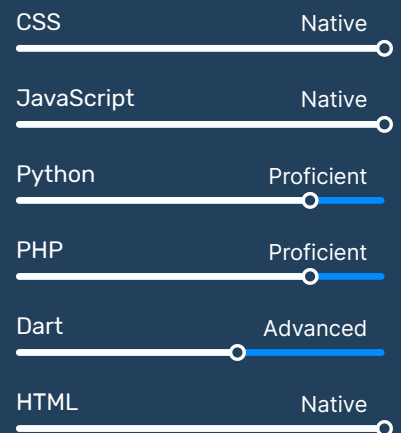 CSS Native
JavaScript Native
Python Proficient
PHP Proficient
Dart Advanced
HTML Native